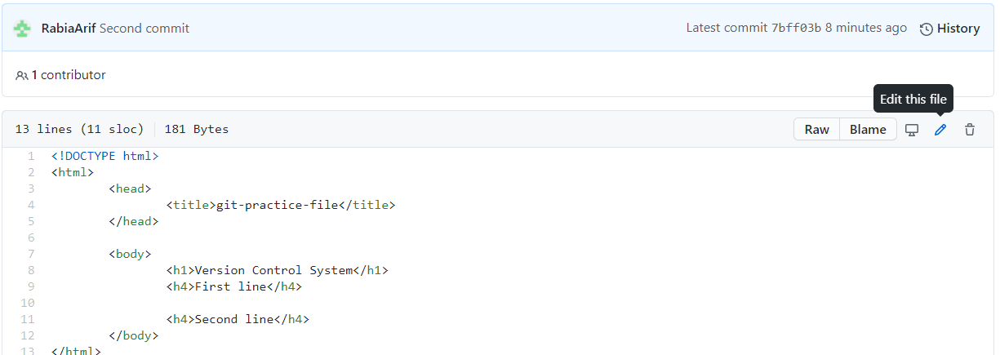 RabiaArif Second commit Latest commit 7bff03b 8 minutes ago History
1 contributor
Edit this file
13 lines (11 sloc) 181 Bytes Raw Blame
1 <!DOCTYPE html>
2 <html>
3 <head>
4 <title>git-practice-file</title>
5 </head>
6
7 <body>
8 <h1>Version Control System</h1>
9 <h4>First line</h4>
10
11 <h4>Second line</h4>
12 </body>
13 </html>